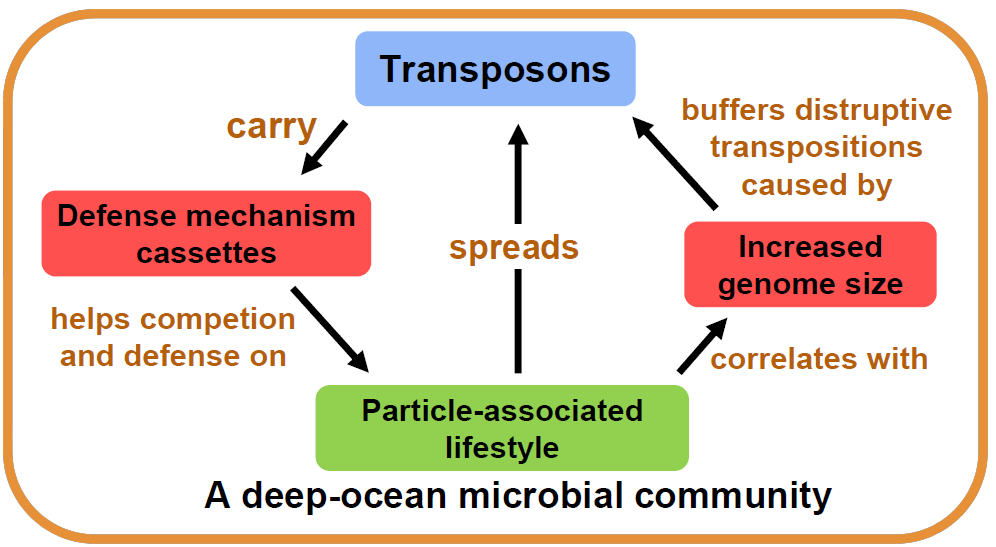 Transposons
carry
buffers disruptive
transpositions
caused by
Defense mechanism
cassettes
spreads
Increased
genome size
helps competion
and defense on
correlates with
Particle-associated
lifestyle
A deep-ocean microbial community